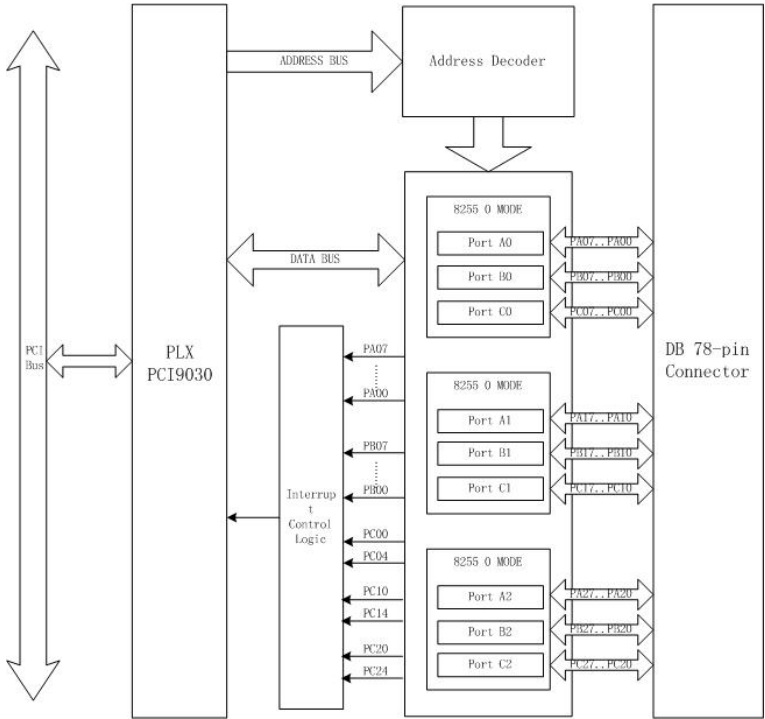 ADDRESS BUS
Address Decoder
8255 0 MODE
Port A0
PA07..PA00
DATA BUS
Port B0
PB07..PB00
Port C0
PC07..PC00
PCI
Bus
PLX
PCI9030
DB 78-pin
Connector
PA07
PA00
PB07
PB00
PC00
PC04
PC10
PC14
PC20
PC24
Interrup
t
Control
Logic
8255 0 MODE
Port A1
PA17..PA10
Port B1
PB17..PB10
Port C1
PC17..PC10
8255 0 MODE
Port A2
PA27..PA20
Port B2
PB27..PB20
Port C2
PC27..PC20